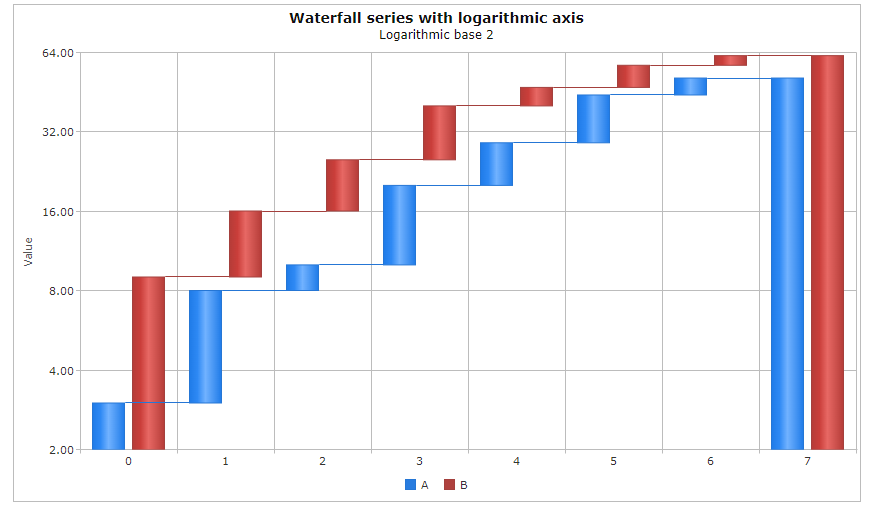 Waterfall series with logarithmic axis
Logarithmic base 2
64.00
32.00
16.00
8.00
4.00
2.00
Value
0 1 2 3 4 5 6 7
A B